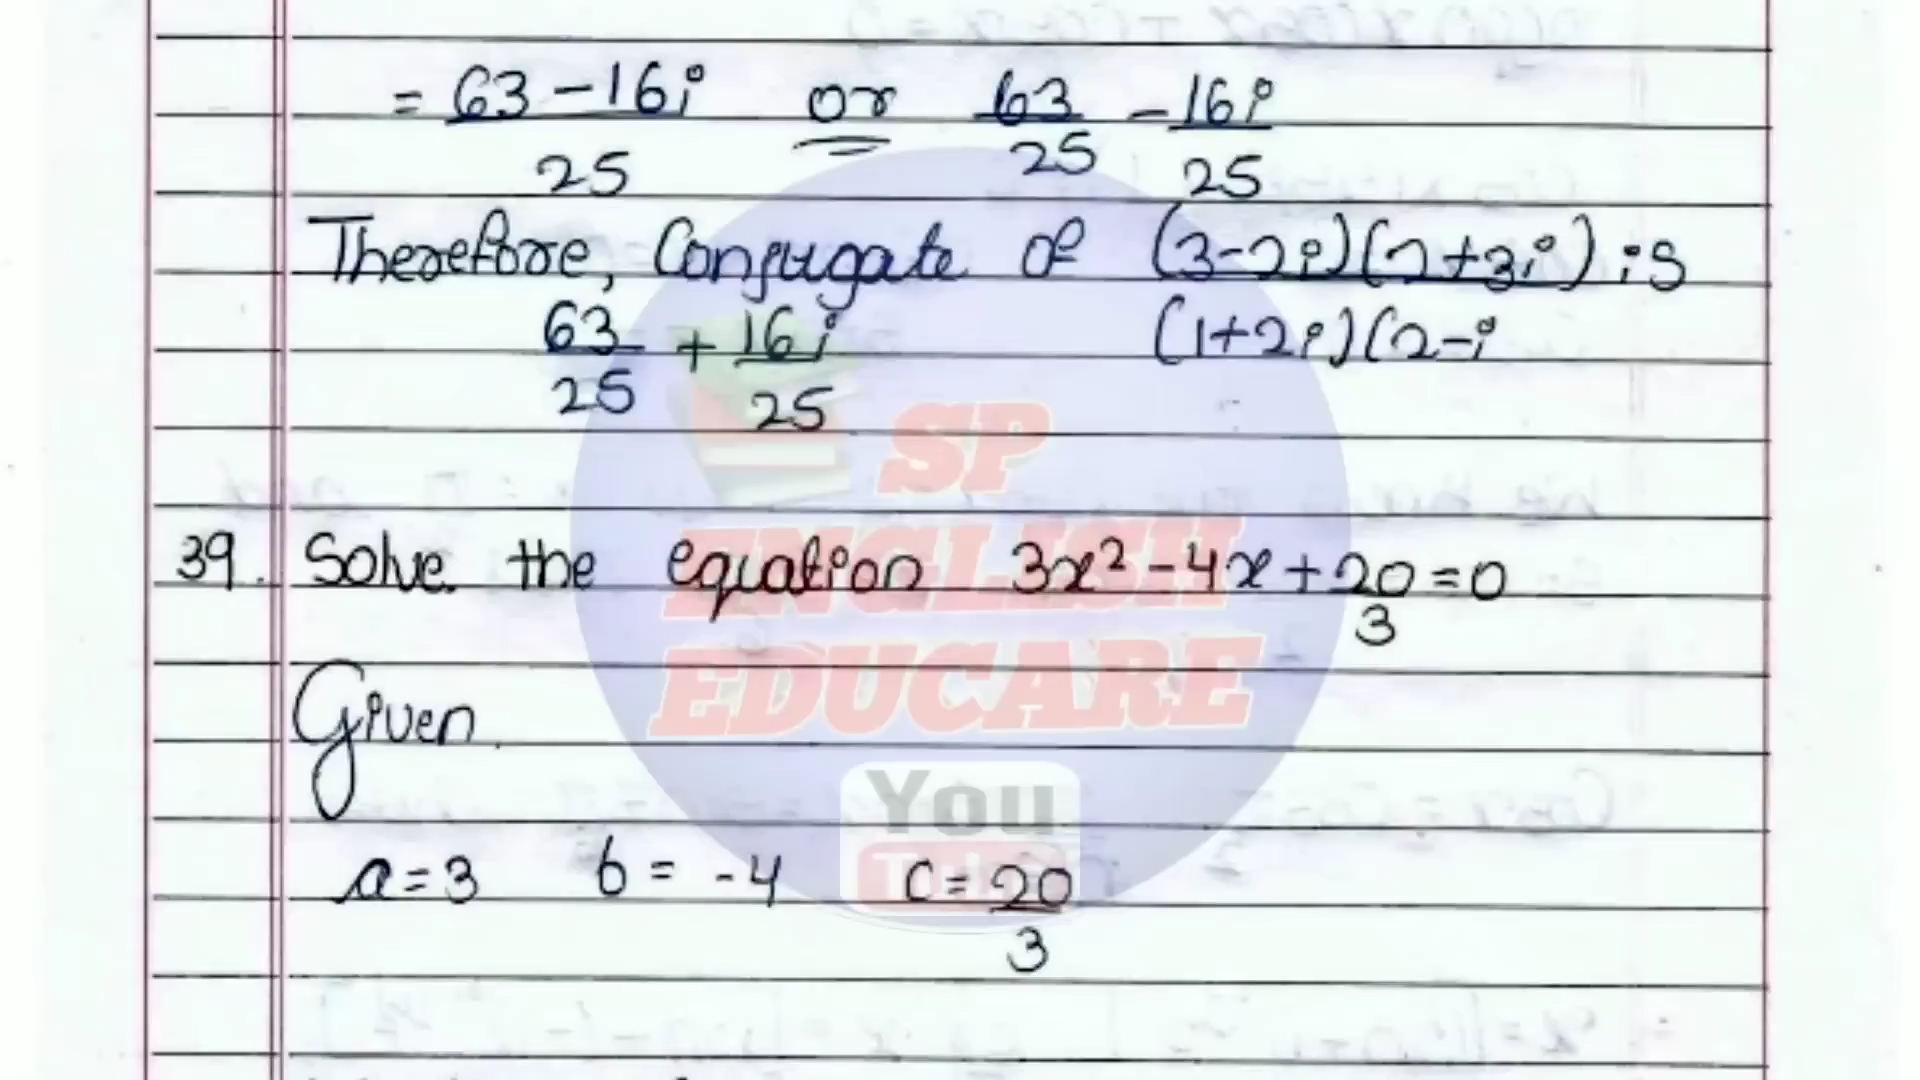 = 63 - 16i / 25 or 63/25 - 16i/25
Therefore, Conjugate of (3-2i)(2+3i) / (1+2i)(2-i is
63/25 + 16i/25
39. Solve the equation 3x² - 4x + 20/3 = 0
Given
a = 3 b = -4 c = 20/3
SP
ENGLISH
EDUCARE
You
Tube